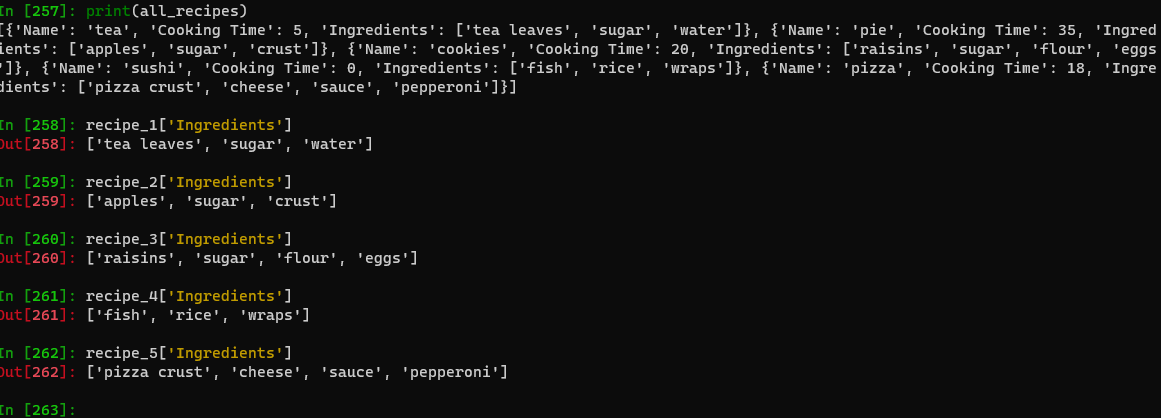 In [257]: print(all_recipes)
[{'Name': 'tea', 'Cooking Time': 5, 'Ingredients': ['tea leaves', 'sugar', 'water']}, {'Name': 'pie', 'Cooking Time': 35, 'Ingred
ients': ['apples', 'sugar', 'crust']}, {'Name': 'cookies', 'Cooking Time': 20, 'Ingredients': ['raisins', 'sugar', 'flour', 'eggs
']}, {'Name': 'sushi', 'Cooking Time': 0, 'Ingredients': ['fish', 'rice', 'wraps']}, {'Name': 'pizza', 'Cooking Time': 18, 'Ingre
dients': ['pizza crust', 'cheese', 'sauce', 'pepperoni']}]
In [258]: recipe_1['Ingredients']
Out[258]: ['tea leaves', 'sugar', 'water']
In [259]: recipe_2['Ingredients']
Out[259]: ['apples', 'sugar', 'crust']
In [260]: recipe_3['Ingredients']
Out[260]: ['raisins', 'sugar', 'flour', 'eggs']
In [261]: recipe_4['Ingredients']
Out[261]: ['fish', 'rice', 'wraps']
In [262]: recipe_5['Ingredients']
Out[262]: ['pizza crust', 'cheese', 'sauce', 'pepperoni']
In [263]: